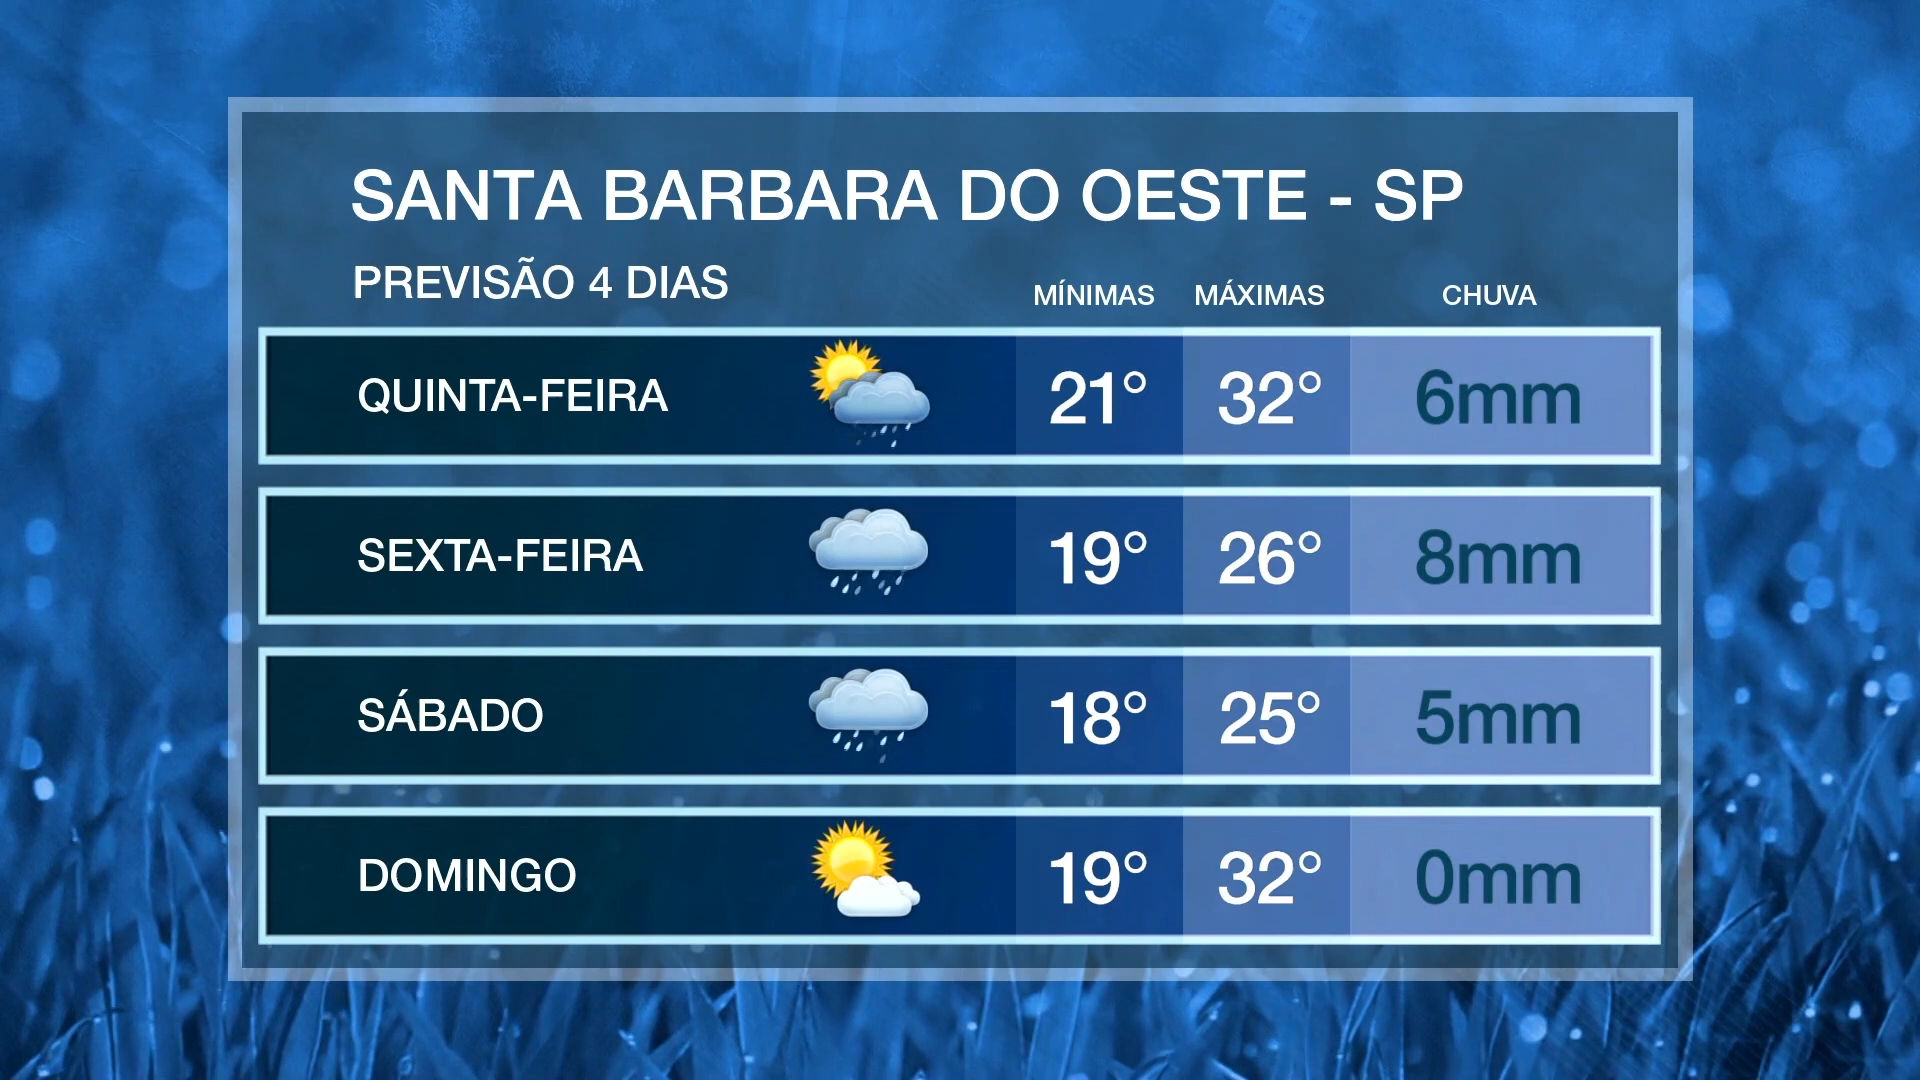 SANTA BARBARA DO OESTE - SP
PREVISÃO 4 DIAS MÍNIMAS MÁXIMAS CHUVA
QUINTA-FEIRA 21° 32° 6mm
SEXTA-FEIRA 19° 26° 8mm
SÁBADO 18° 25° 5mm
DOMINGO 19° 32° 0mm